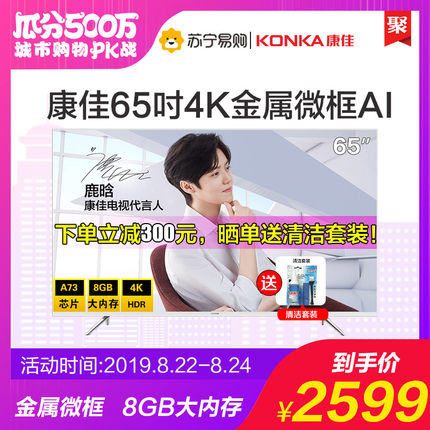 瓜分500万
城市购物PK战
苏宁易购 KONKA康佳
聚
康佳65吋4K金属微框AI
65"
鹿晗
康佳电视代言人
下单立减300元，晒单送清洁套装！
A73 8GB 4K
芯片 大内存 HDR
清洁套装
送
清洁套装
活动时间:2019.8.22-8.24
到手价
¥2599
金属微框 8GB大内存